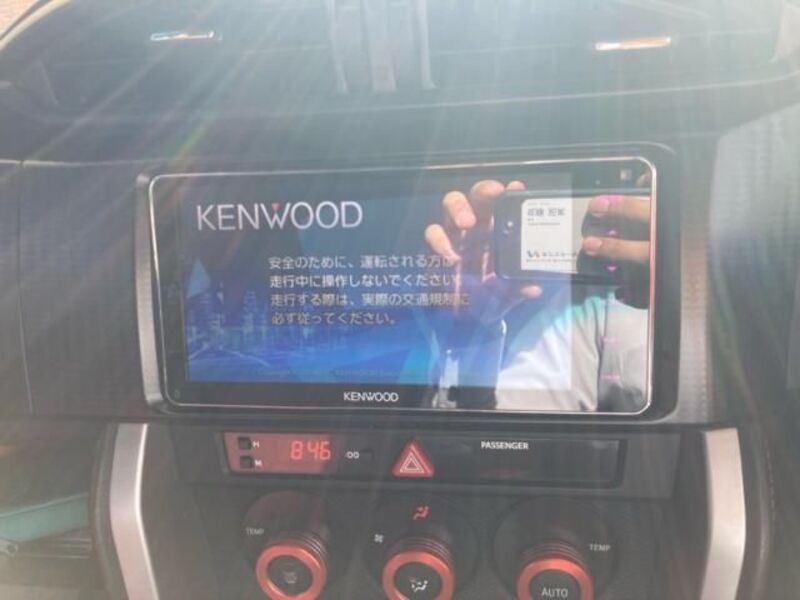 KENWOOD
安全のために、運転される方は
走行中に操作しないでください。
走行する際は、実際の交通規制に
必ず従ってください。
KENWOOD
H
M
8:46
:00
PASSENGER
TEMP
TEMP
AUTO